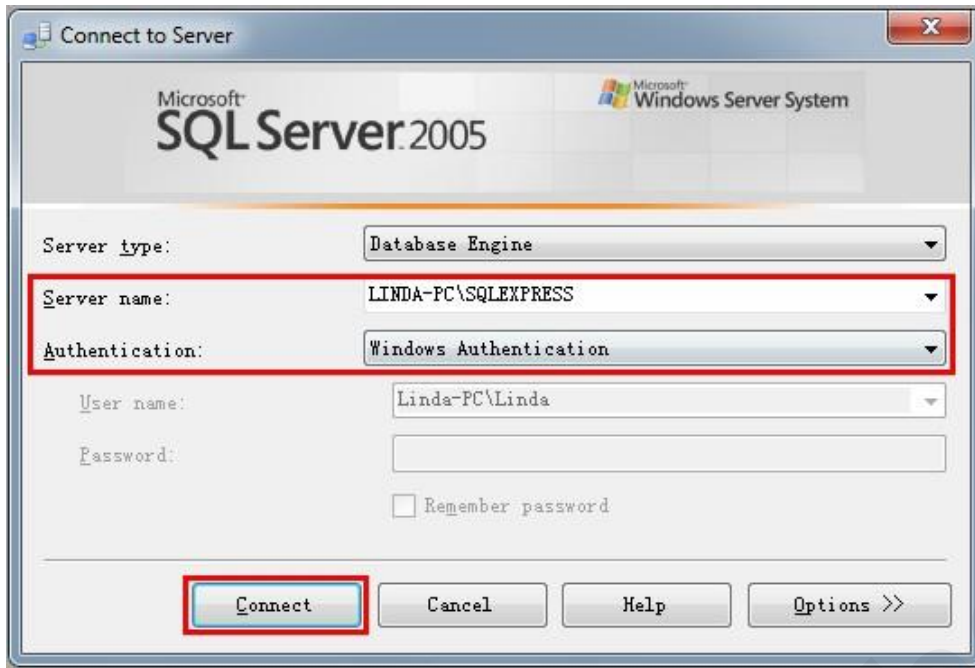 Connect to Server
Microsoft
SQL Server 2005
Microsoft
Windows Server System
Server type: Database Engine
Server name: LINDA-PC\SQLEXPRESS
Authentication: Windows Authentication
User name: Linda-PC\Linda
Password:
Remember password
Connect Cancel Help Options >>